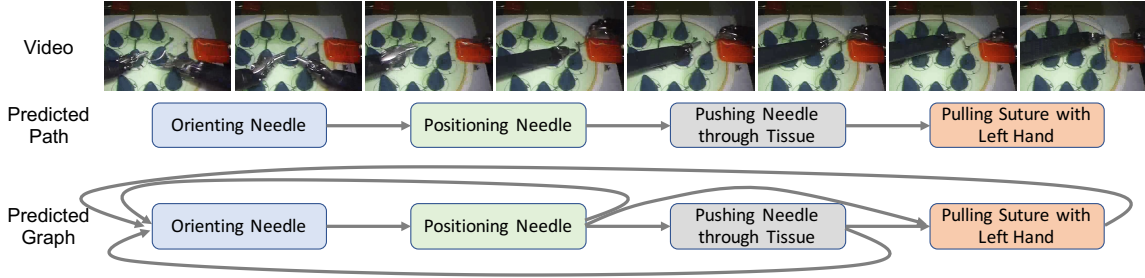 Video
Predicted
Path
Orienting Needle
Positioning Needle
Pushing Needle
through Tissue
Pulling Suture with
Left Hand
Predicted
Graph
Orienting Needle
Positioning Needle
Pushing Needle
through Tissue
Pulling Suture with
Left Hand